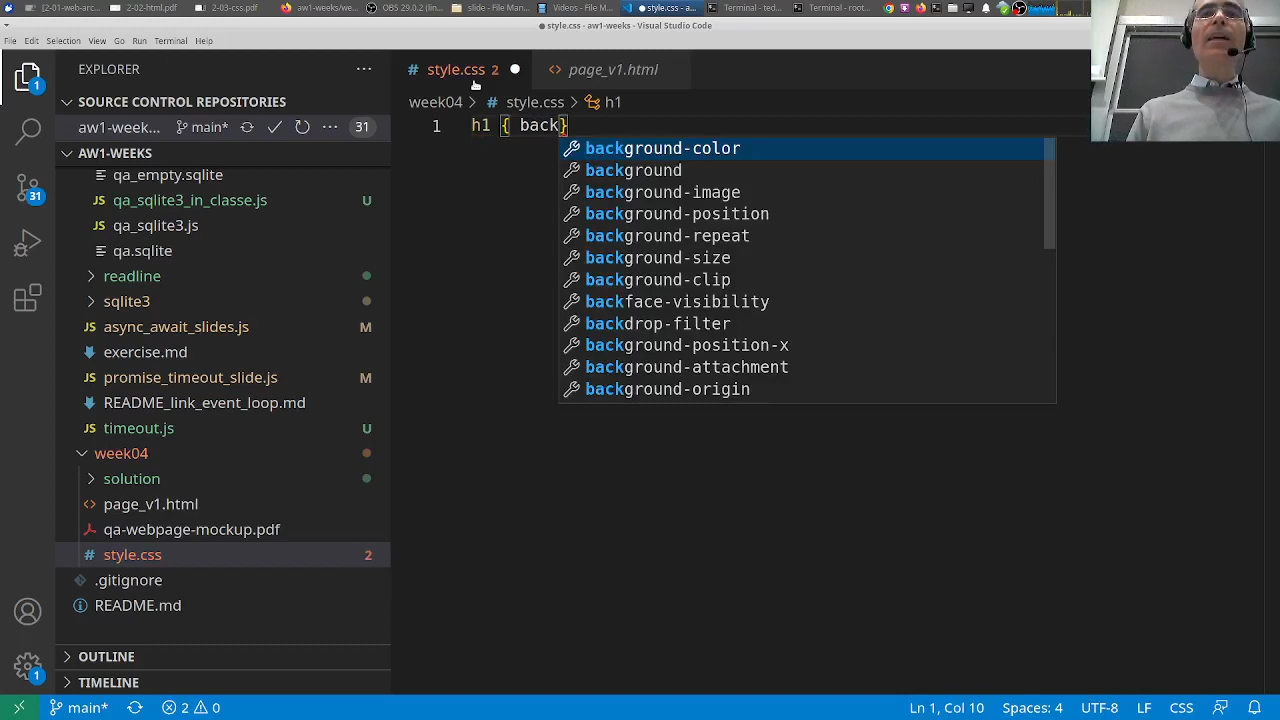 [2-01-web-arc...
2-02-html.pdf
2-03-css.pdf
aw1-weeks/we...
OBS 29.0.2 (lin...
slide - File Man...
Videos - File M...
● style.css - a...
Terminal - ted...
Terminal - root...
● style.css - aw1-weeks - Visual Studio Code
File Edit Selection View Go Run Terminal Help
EXPLORER
SOURCE CONTROL REPOSITORIES
aw1-week... main* 31
AW1-WEEKS
qa_empty.sqlite
JS qa_sqlite3_in_classe.js U
JS qa_sqlite3.js
qa.sqlite
readline
sqlite3
JS async_await_slides.js M
exercise.md
JS promise_timeout_slide.js M
README_link_event_loop.md
JS timeout.js U
week04
solution
<> page_v1.html
qa-webpage-mockup.pdf
# style.css 2
.gitignore
README.md
OUTLINE
TIMELINE
1
31
1
# style.css 2 ●
<> page_v1.html
week04 > # style.css > h1
1 h1 { back}
background-color
background
background-image
background-position
background-repeat
background-size
background-clip
backface-visibility
backdrop-filter
background-position-x
background-attachment
background-origin
main* 2 0 Ln 1, Col 10 Spaces: 4 UTF-8 LF CSS